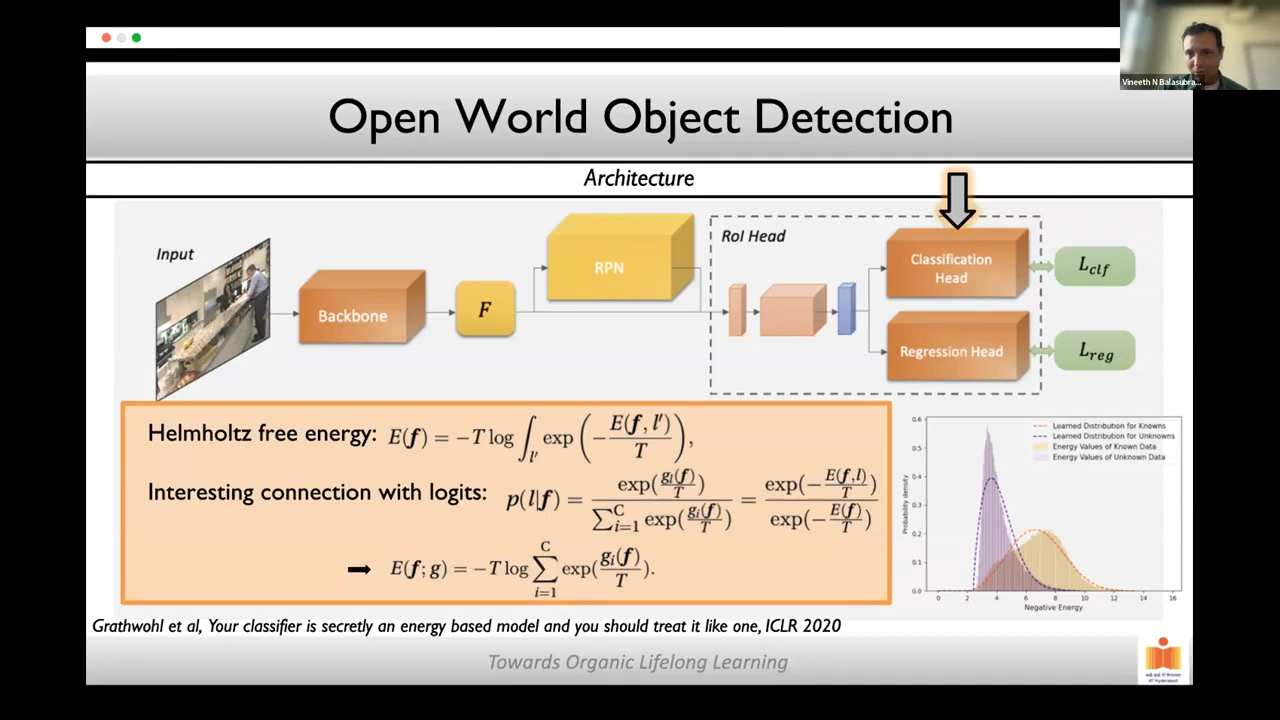 Vineeth N Balasubra...
Open World Object Detection
Architecture
Input
Backbone
F
RPN
RoI Head
Classification
Head
L_{clf}
Regression Head
L_{reg}
Helmholtz free energy: E(f) = −T log ∫_{l′} exp(−E(f, l′)/T),
Interesting connection with logits: p(l|f) = exp(g_l(f)/T) / ∑_{i=1}^{C} exp(g_i(f)/T) = exp(−E(f,l)/T) / exp(−E(f)/T)
➡ E(f; g) = −T log ∑_{i=1}^{C} exp(g_i(f)/T).
Learned Distribution for Knowns
Learned Distribution for Unknowns
Energy Values of Known Data
Energy Values of Unknown Data
Probability density
0.6
0.5
0.4
0.3
0.2
0.1
0.0
0 2 4 6 8 10 12 14 16
Negative Energy
Grathwohl et al, Your classifier is secretly an energy based model and you should treat it like one, ICLR 2020
Towards Organic Lifelong Learning